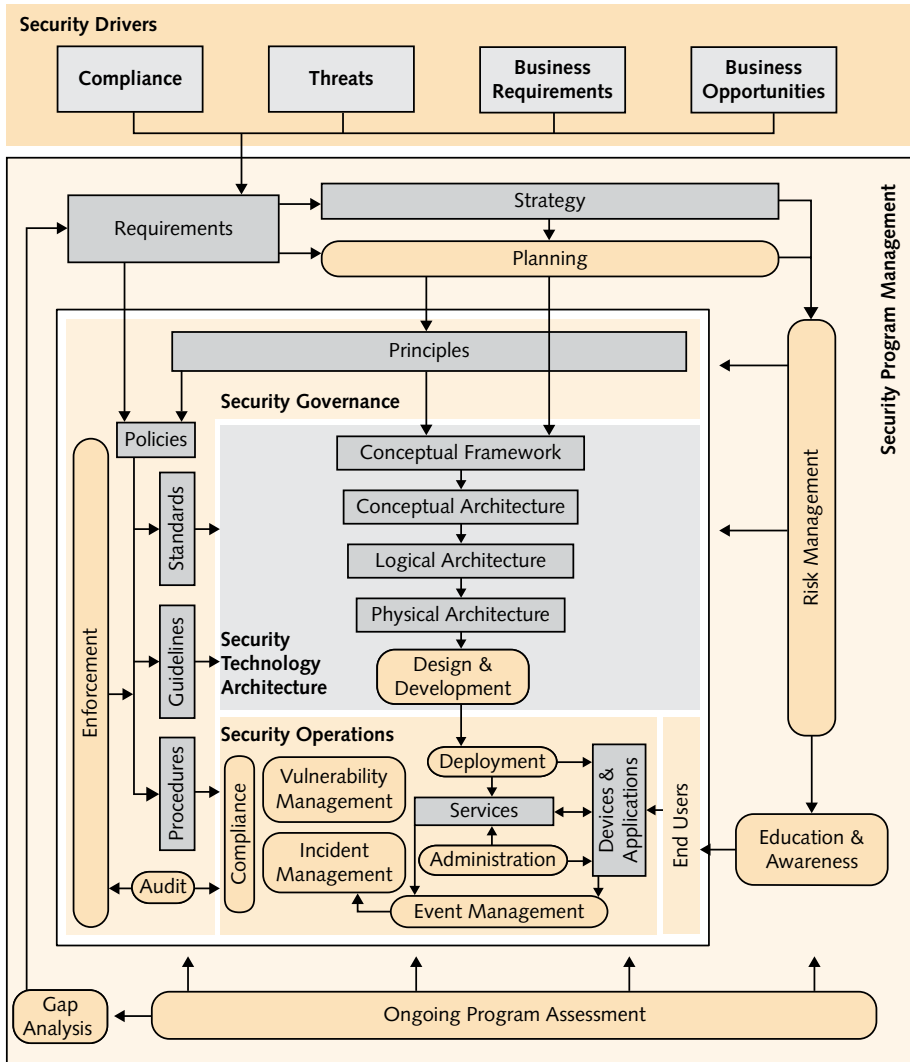 Security Drivers
Compliance
Threats
Business
Requirements
Business
Opportunities
Security Program Management
Requirements
Strategy
Planning
Principles
Security Governance
Policies
Conceptual Framework
Standards
Conceptual Architecture
Logical Architecture
Risk Management
Physical Architecture
Guidelines
Security
Technology
Architecture
Design &
Development
Enforcement
Security Operations
Procedures
Compliance
Vulnerability
Management
Deployment
Services
Devices &
Applications
End Users
Incident
Management
Administration
Education &
Awareness
Audit
Event Management
Gap
Analysis
Ongoing Program Assessment